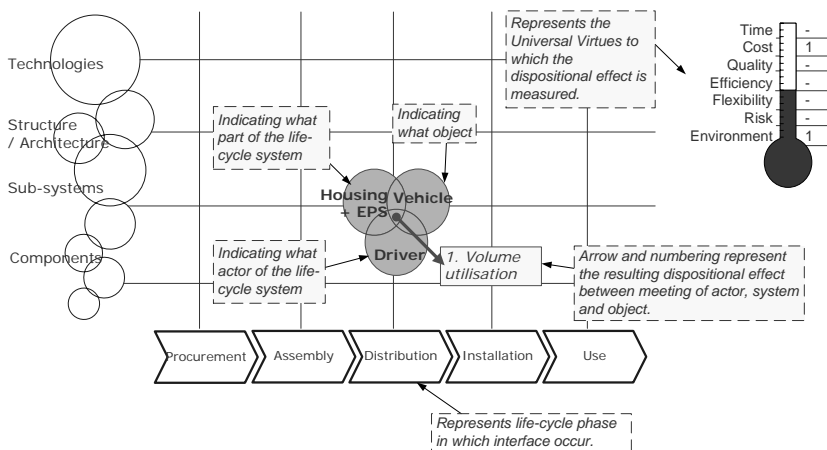 Technologies
Structure
/ Architecture
Sub-systems
Components
Indicating what
part of the life-
cycle system
Indicating
what object
Represents the
Universal Virtues to
which the
dispositional effect is
measured.
Time -
Cost 1
Quality -
Efficiency -
Flexibility -
Risk -
Environment 1
Housing
+ EPS
Vehicle
Driver
Indicating what
actor of the life-
cycle system
1. Volume
utilisation
Arrow and numbering represent
the resulting dispositional effect
between meeting of actor, system
and object.
Procurement
Assembly
Distribution
Installation
Use
Represents life-cycle phase
in which interface occur.